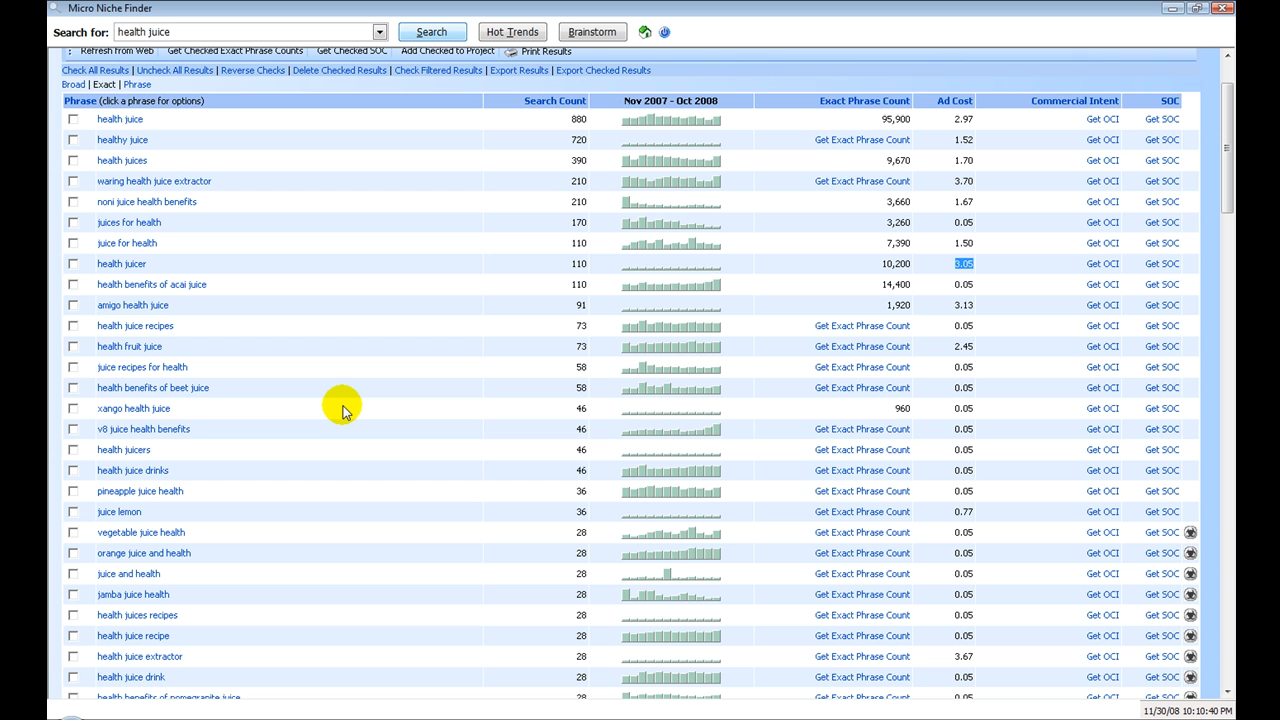 Micro Niche Finder
Search for: health juice Search Hot Trends Brainstorm
: Refresh from Web Get Checked Exact Phrase Counts Get Checked SOC Add Checked to Project Print Results
Check All Results | Uncheck All Results | Reverse Checks | Delete Checked Results | Check Filtered Results | Export Results | Export Checked Results
Broad | Exact | Phrase
Phrase (click a phrase for options) Search Count Nov 2007 - Oct 2008 Exact Phrase Count Ad Cost Commercial Intent SOC
health juice 880 95,900 2.97 Get OCI Get SOC
healthy juice 720 Get Exact Phrase Count 1.52 Get OCI Get SOC
health juices 390 9,670 1.70 Get OCI Get SOC
waring health juice extractor 210 Get Exact Phrase Count 3.70 Get OCI Get SOC
noni juice health benefits 210 3,660 1.67 Get OCI Get SOC
juices for health 170 3,260 0.05 Get OCI Get SOC
juice for health 110 7,390 1.50 Get OCI Get SOC
health juicer 110 10,200 3.05 Get OCI Get SOC
health benefits of acai juice 110 14,400 0.05 Get OCI Get SOC
amigo health juice 91 1,920 3.13 Get OCI Get SOC
health juice recipes 73 Get Exact Phrase Count 0.05 Get OCI Get SOC
health fruit juice 73 Get Exact Phrase Count 2.45 Get OCI Get SOC
juice recipes for health 58 Get Exact Phrase Count 0.05 Get OCI Get SOC
health benefits of beet juice 58 Get Exact Phrase Count 0.05 Get OCI Get SOC
xango health juice 46 960 0.05 Get OCI Get SOC
v8 juice health benefits 46 Get Exact Phrase Count 0.05 Get OCI Get SOC
health juicers 46 Get Exact Phrase Count 0.05 Get OCI Get SOC
health juice drinks 46 Get Exact Phrase Count 0.05 Get OCI Get SOC
pineapple juice health 36 Get Exact Phrase Count 0.05 Get OCI Get SOC
juice lemon 36 Get Exact Phrase Count 0.77 Get OCI Get SOC
vegetable juice health 28 Get Exact Phrase Count 0.05 Get OCI Get SOC
orange juice and health 28 Get Exact Phrase Count 0.05 Get OCI Get SOC
juice and health 28 Get Exact Phrase Count 0.05 Get OCI Get SOC
jamba juice health 28 Get Exact Phrase Count 0.05 Get OCI Get SOC
health juices recipes 28 Get Exact Phrase Count 0.05 Get OCI Get SOC
health juice recipe 28 Get Exact Phrase Count 0.05 Get OCI Get SOC
health juice extractor 28 Get Exact Phrase Count 3.67 Get OCI Get SOC
health juice drink 28 Get Exact Phrase Count 0.05 Get OCI Get SOC
health benefits of pomegranite juice 28 Get Exact Phrase Count 0.05 Get OCI Get SOC
11/30/08 10:10:40 PM